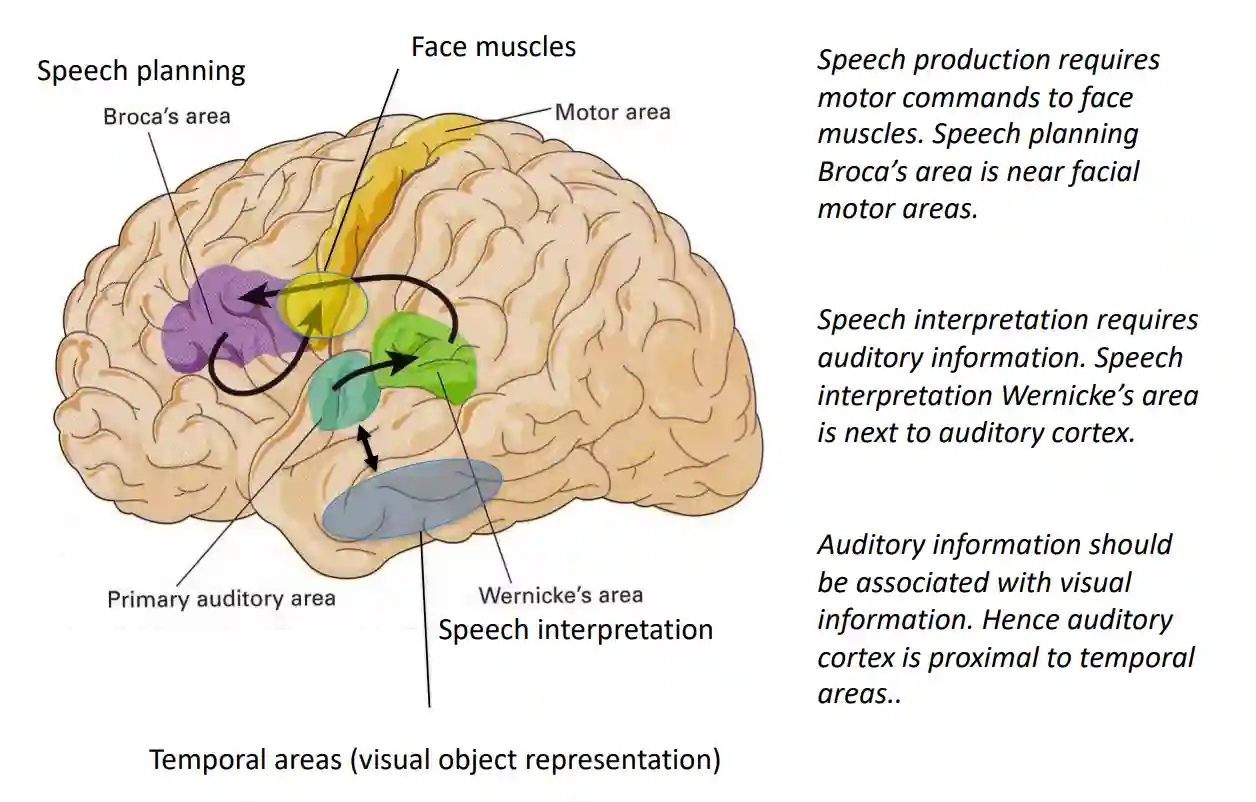 Face muscles
Speech planning
Broca's area
Motor area
Primary auditory area
Wernicke's area
Speech interpretation
Temporal areas (visual object representation)
Speech production requires
motor commands to face
muscles. Speech planning
Broca's area is near facial
motor areas.
Speech interpretation requires
auditory information. Speech
interpretation Wernicke's area
is next to auditory cortex.
Auditory information should
be associated with visual
information. Hence auditory
cortex is proximal to temporal
areas..